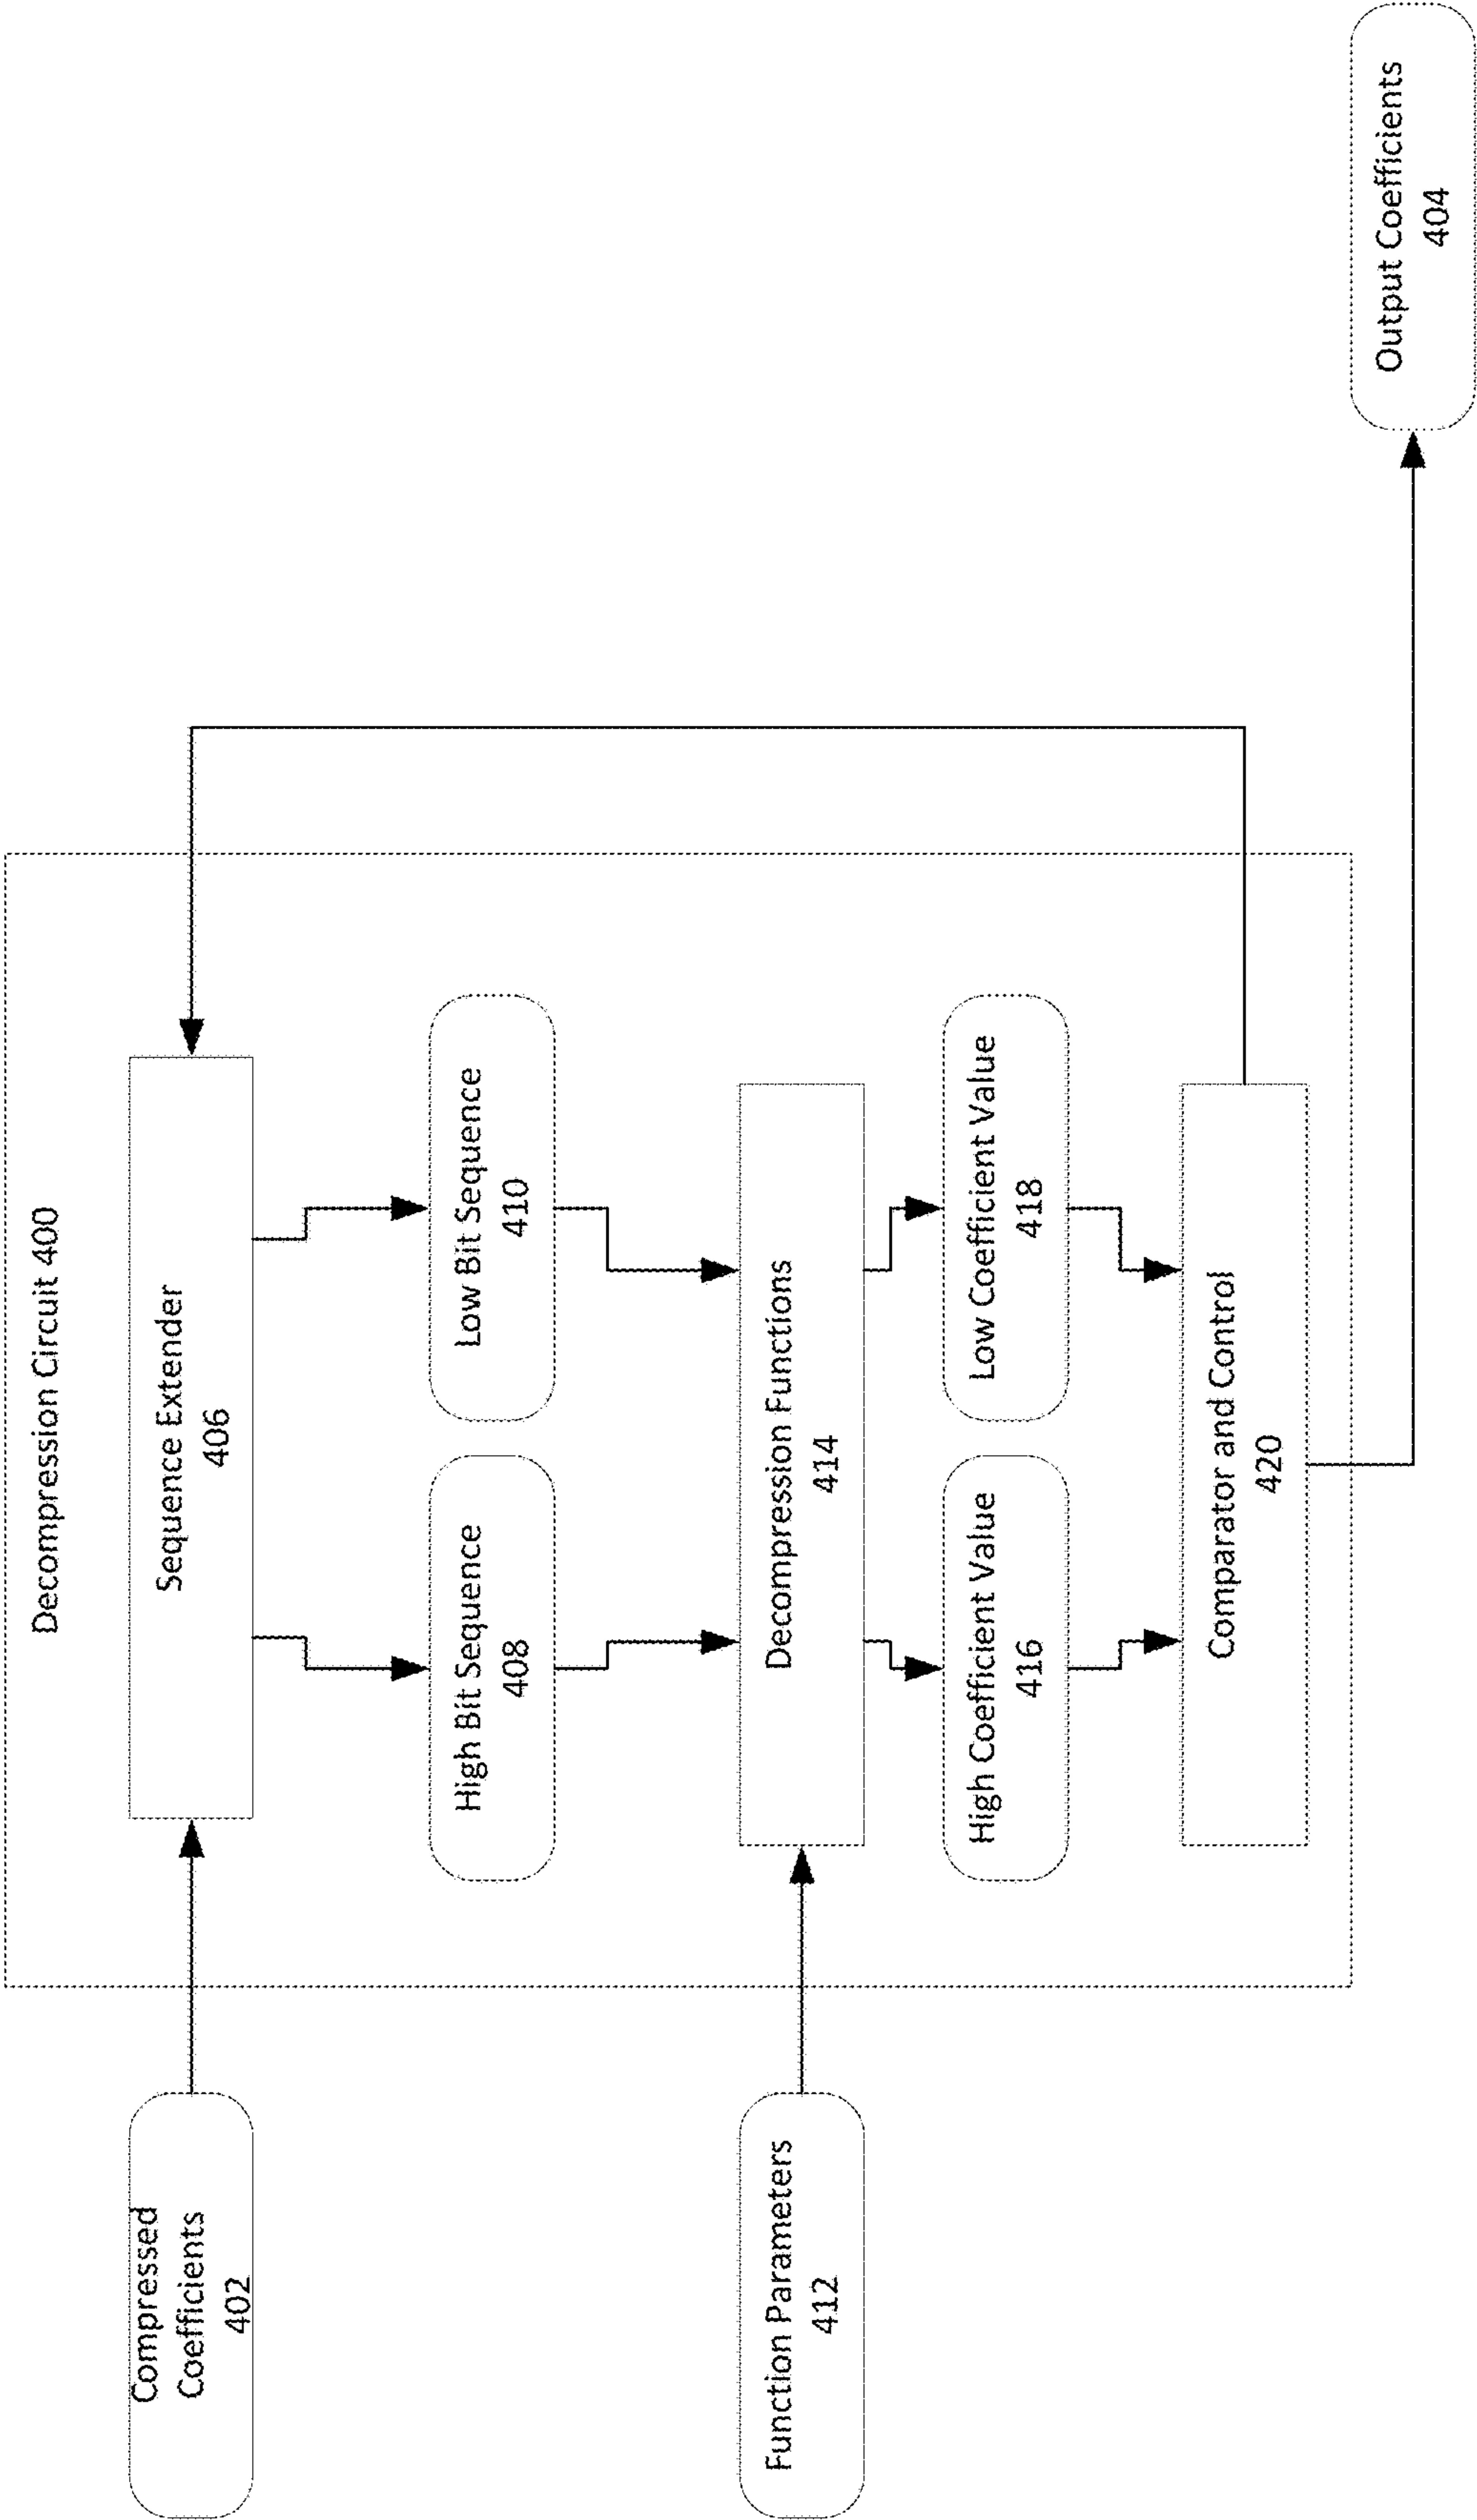 Decompression Circuit 400
Compressed
Coefficients
402
Sequence Extender
406
High Bit Sequence
408
Low Bit Sequence
410
Function Parameters
412
Decompression Functions
414
High Coefficient Value
416
Low Coefficient Value
418
Comparator and Control
420
Output Coefficients
404